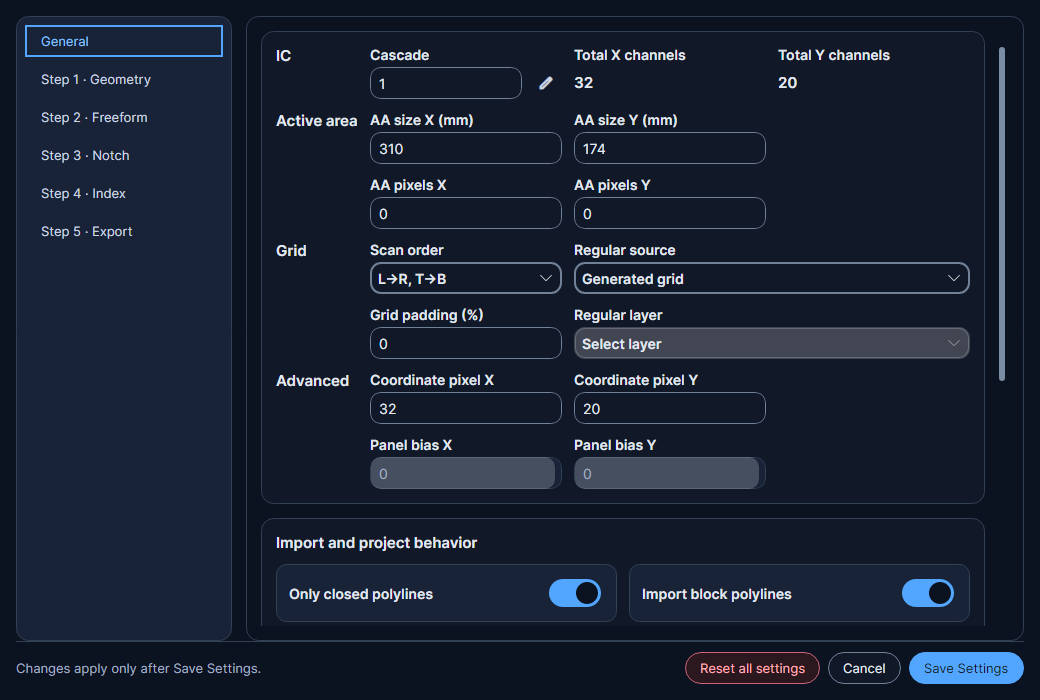 General
Step 1 · Geometry
Step 2 · Freeform
Step 3 · Notch
Step 4 · Index
Step 5 · Export
IC
Cascade
Total X channels
Total Y channels
1
32
20
Active area
AA size X (mm)
AA size Y (mm)
310
174
AA pixels X
AA pixels Y
0
0
Grid
Scan order
Regular source
L→R, T→B
Generated grid
Grid padding (%)
Regular layer
0
Select layer
Advanced
Coordinate pixel X
Coordinate pixel Y
32
20
Panel bias X
Panel bias Y
0
0
Import and project behavior
Only closed polylines
Import block polylines
Changes apply only after Save Settings.
Reset all settings
Cancel
Save Settings